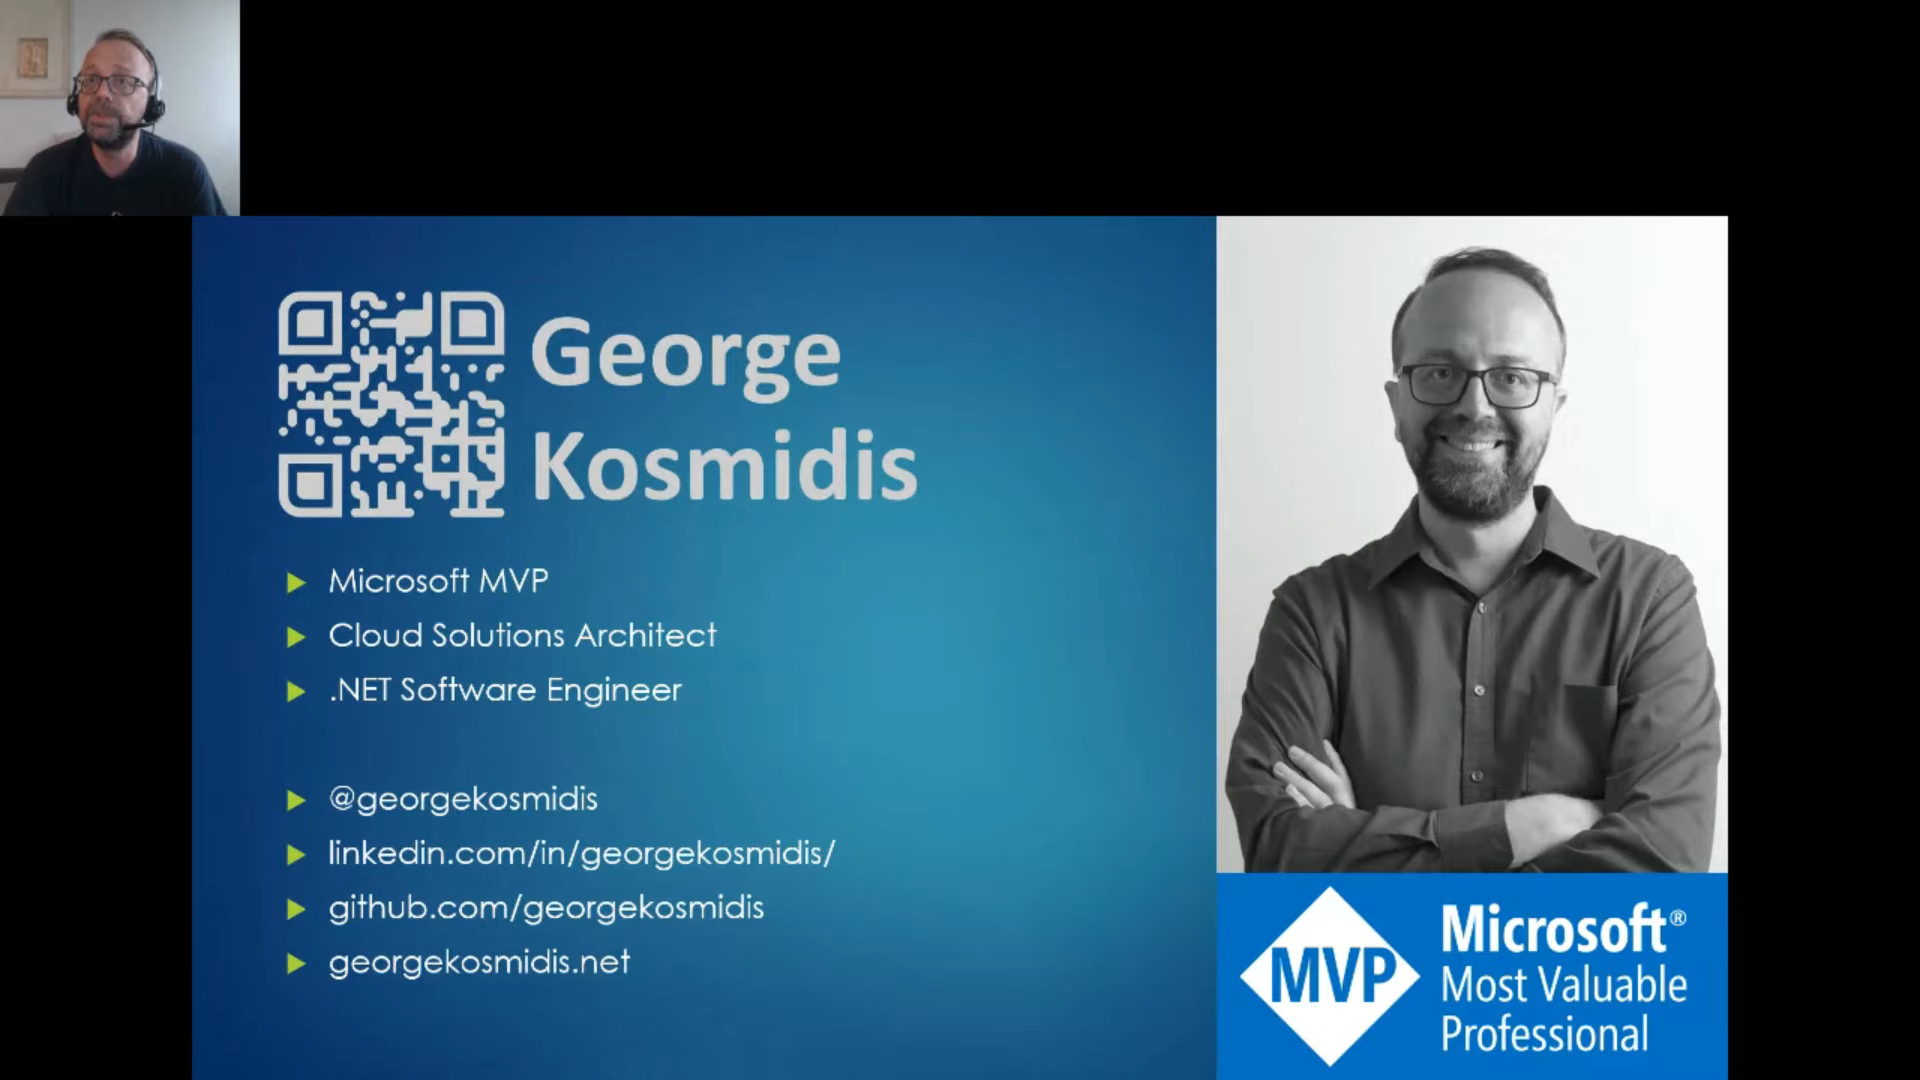 George
Kosmidis
Microsoft MVP
Cloud Solutions Architect
.NET Software Engineer
@georgekosmidis
linkedin.com/in/georgekosmidis/
github.com/georgekosmidis
georgekosmidis.net
MVP
Microsoft®
Most Valuable
Professional